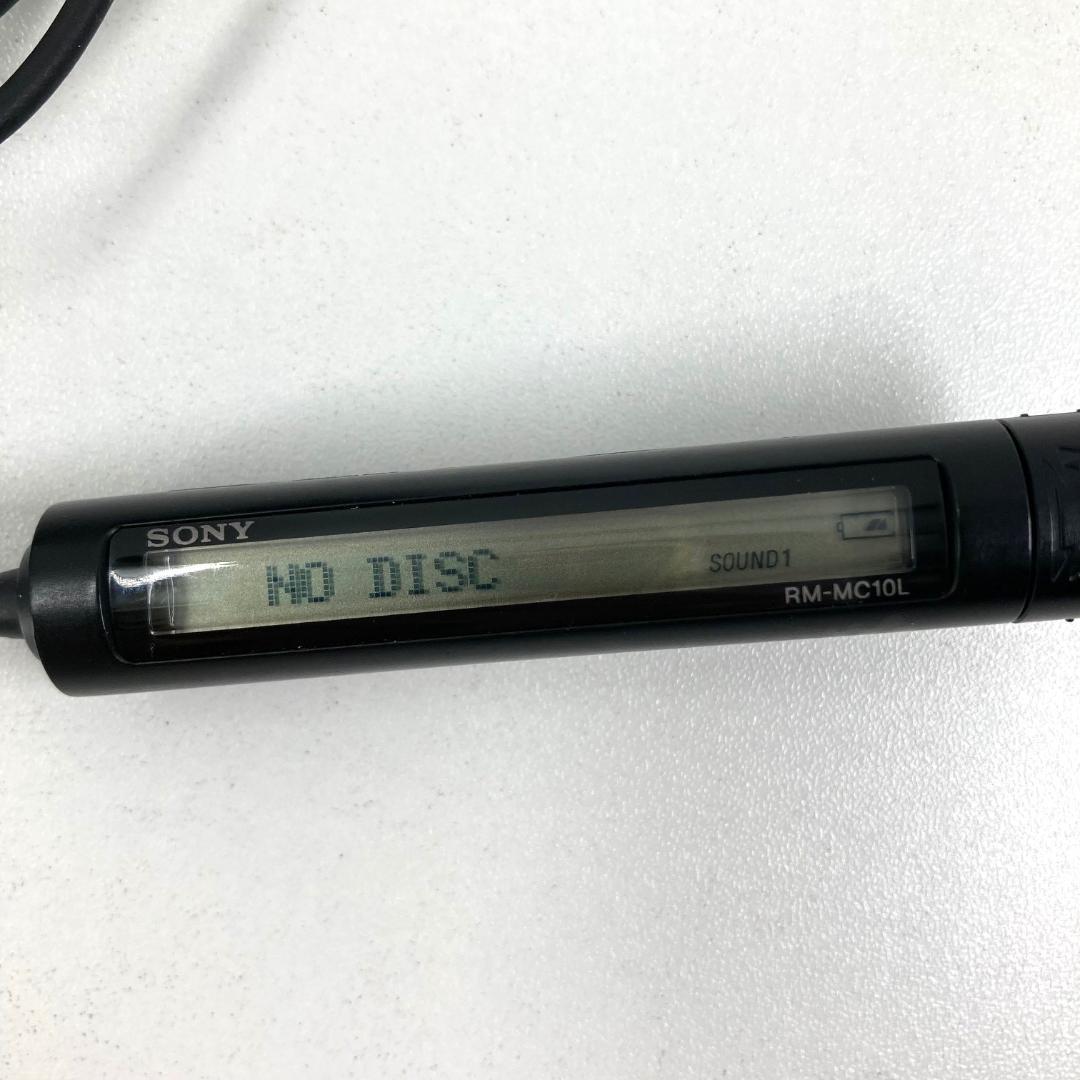 SONY
NO DISC
SOUND1
RM-MC10L